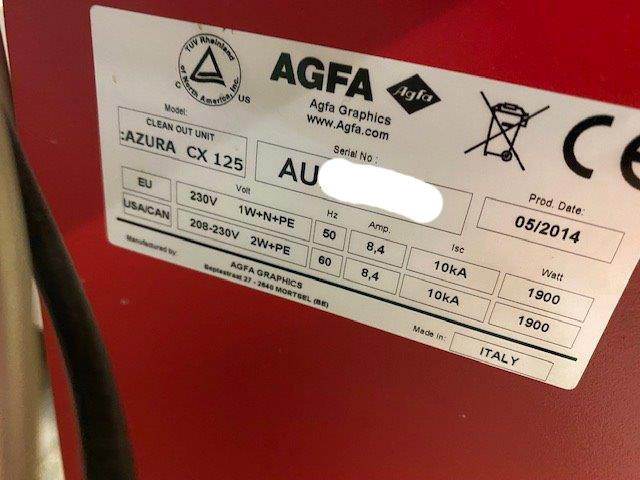 TUV Rheinland
of North America, Inc.
C US
AGFA
Agfa
Agfa Graphics
www.Agfa.com
CE
Model:
CLEAN OUT UNIT
:AZURA CX 125
Serial No :
AU
Prod. Date:
05/2014
Volt Hz Amp. Isc Watt
EU 230V 1W+N+PE 50 8,4 10kA 1900
USA/CAN 208-230V 2W+PE 60 8,4 10kA 1900
Manufactured by:
AGFA GRAPHICS
Septestraat 27 - 2640 MORTSEL (BE)
Made in: ITALY